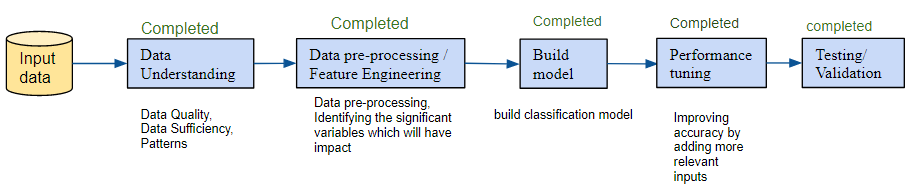 Input
data
Completed
Data
Understanding
Data Quality,
Data Sufficiency,
Patterns
Completed
Data pre-processing /
Feature Engineering
Data pre-processing,
Identifying the significant
variables which will have
impact
Completed
Build
model
build classification model
Completed
Performance
tuning
Improving
accuracy by
adding more
relevant
inputs
completed
Testing/
Validation